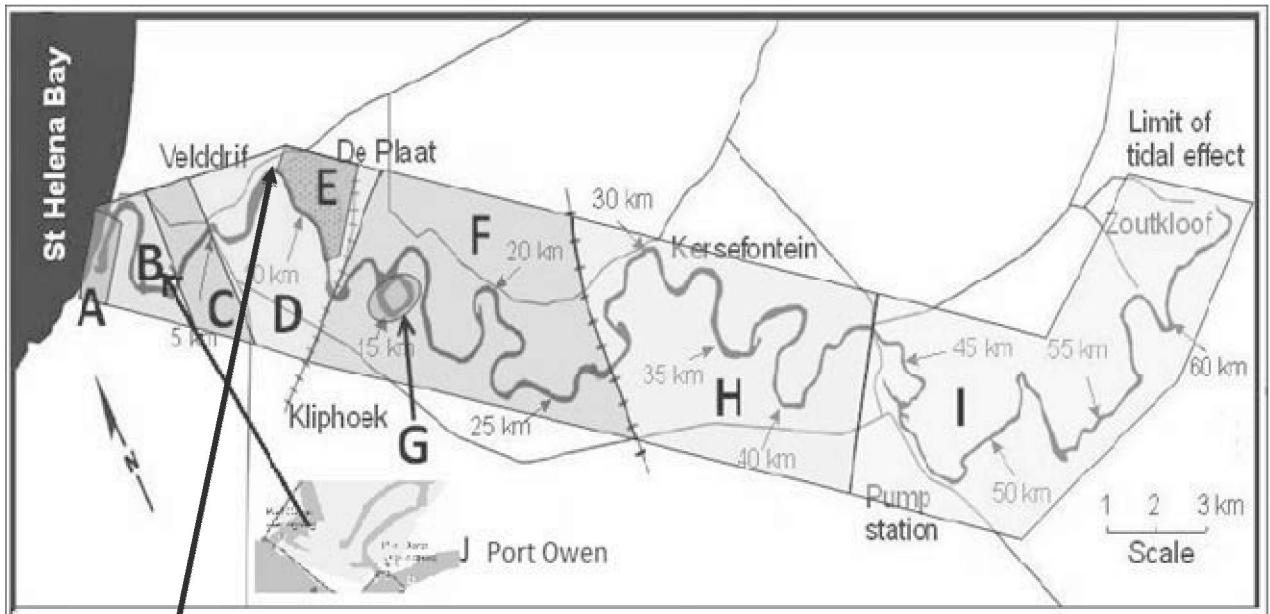 St Helena Bay
Velddrif
De Plaat
Limit of
tidal effect
Zoutkloof
30 km
Kersefontein
E
F
20 km
B
A
5 km
C
0 km
D
15 km
G
Kliphoek
25 km
35 km
H
40 km
45 km
55 km
60 km
I
50 km
Pump
station
1 2 3 km
Scale
N
J Port Owen